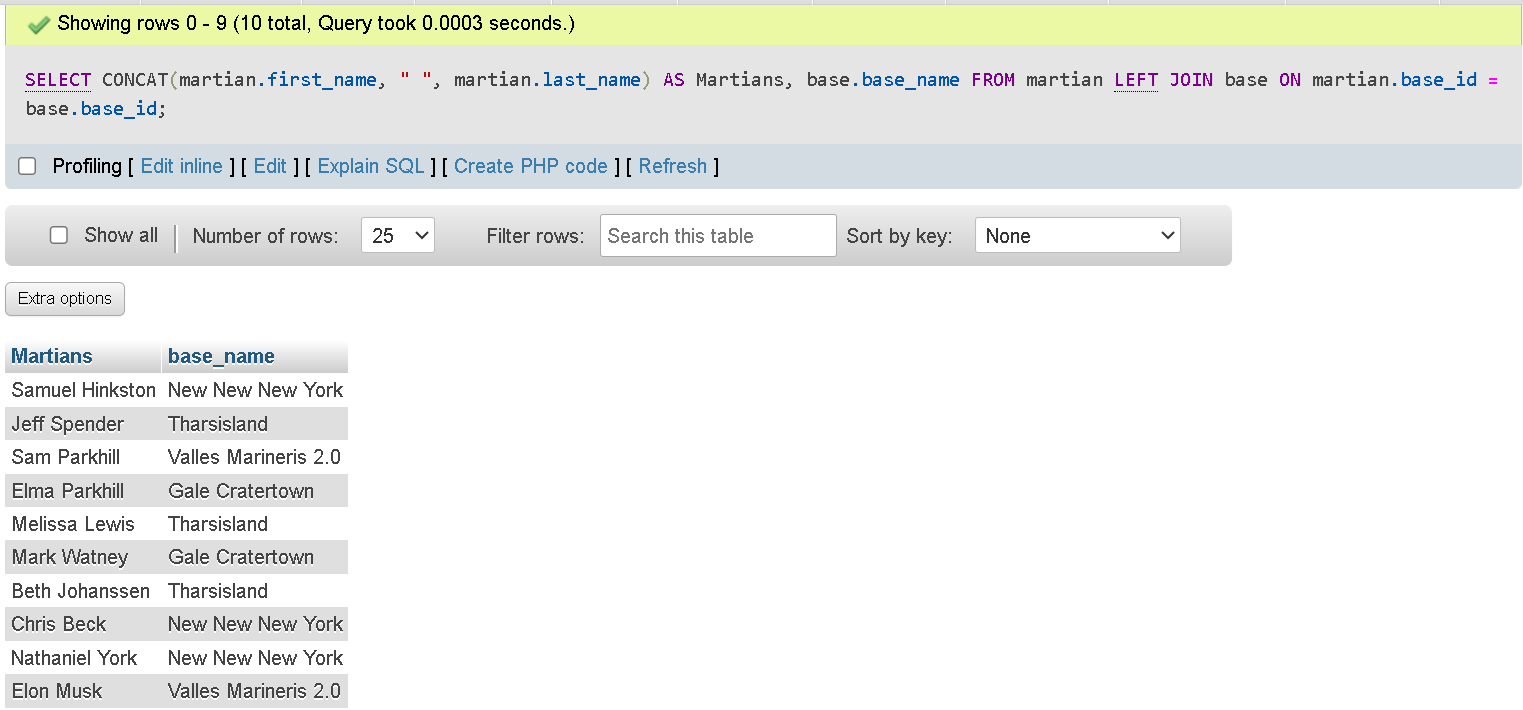 Showing rows 0 - 9 (10 total, Query took 0.0003 seconds.)
SELECT CONCAT(martian.first_name, " ", martian.last_name) AS Martians, base.base_name FROM martian LEFT JOIN base ON martian.base_id =
base.base_id;
Profiling [ Edit inline ] [ Edit ] [ Explain SQL ] [ Create PHP code ] [ Refresh ]
Show all Number of rows: 25 Filter rows: Search this table Sort by key: None
Extra options
Martians base_name
Samuel Hinkston New New New York
Jeff Spender Tharsisland
Sam Parkhill Valles Marineris 2.0
Elma Parkhill Gale Cratertown
Melissa Lewis Tharsisland
Mark Watney Gale Cratertown
Beth Johanssen Tharsisland
Chris Beck New New New York
Nathaniel York New New New York
Elon Musk Valles Marineris 2.0